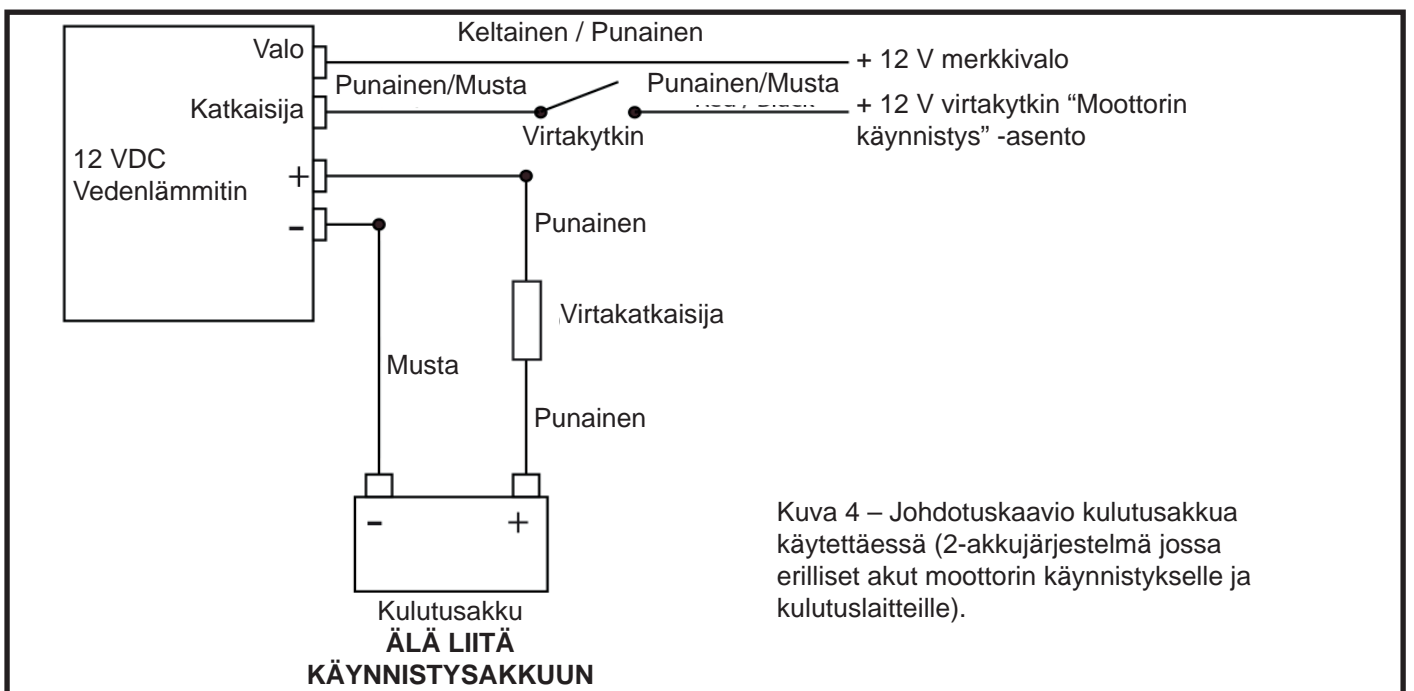 Keltainen / Punainen
Valo
+ 12 V merkkivalo
Punainen/Musta
Punainen/Musta
Katkaisija
+ 12 V virtakytkin “Moottorin
käynnistys” -asento
Virtakytkin
12 VDC
Vedenlämmitin
+
-
Punainen
Virtakatkaisija
Musta
Punainen
-
+
Kuva 4 – Johdotuskaavio kulutusakkua
käytettäessä (2-akkujärjestelmä jossa
erilliset akut moottorin käynnistykselle ja
kulutuslaitteille).
Kulutusakku
ÄLÄ LIITÄ
KÄYNNISTYSAKKUUN